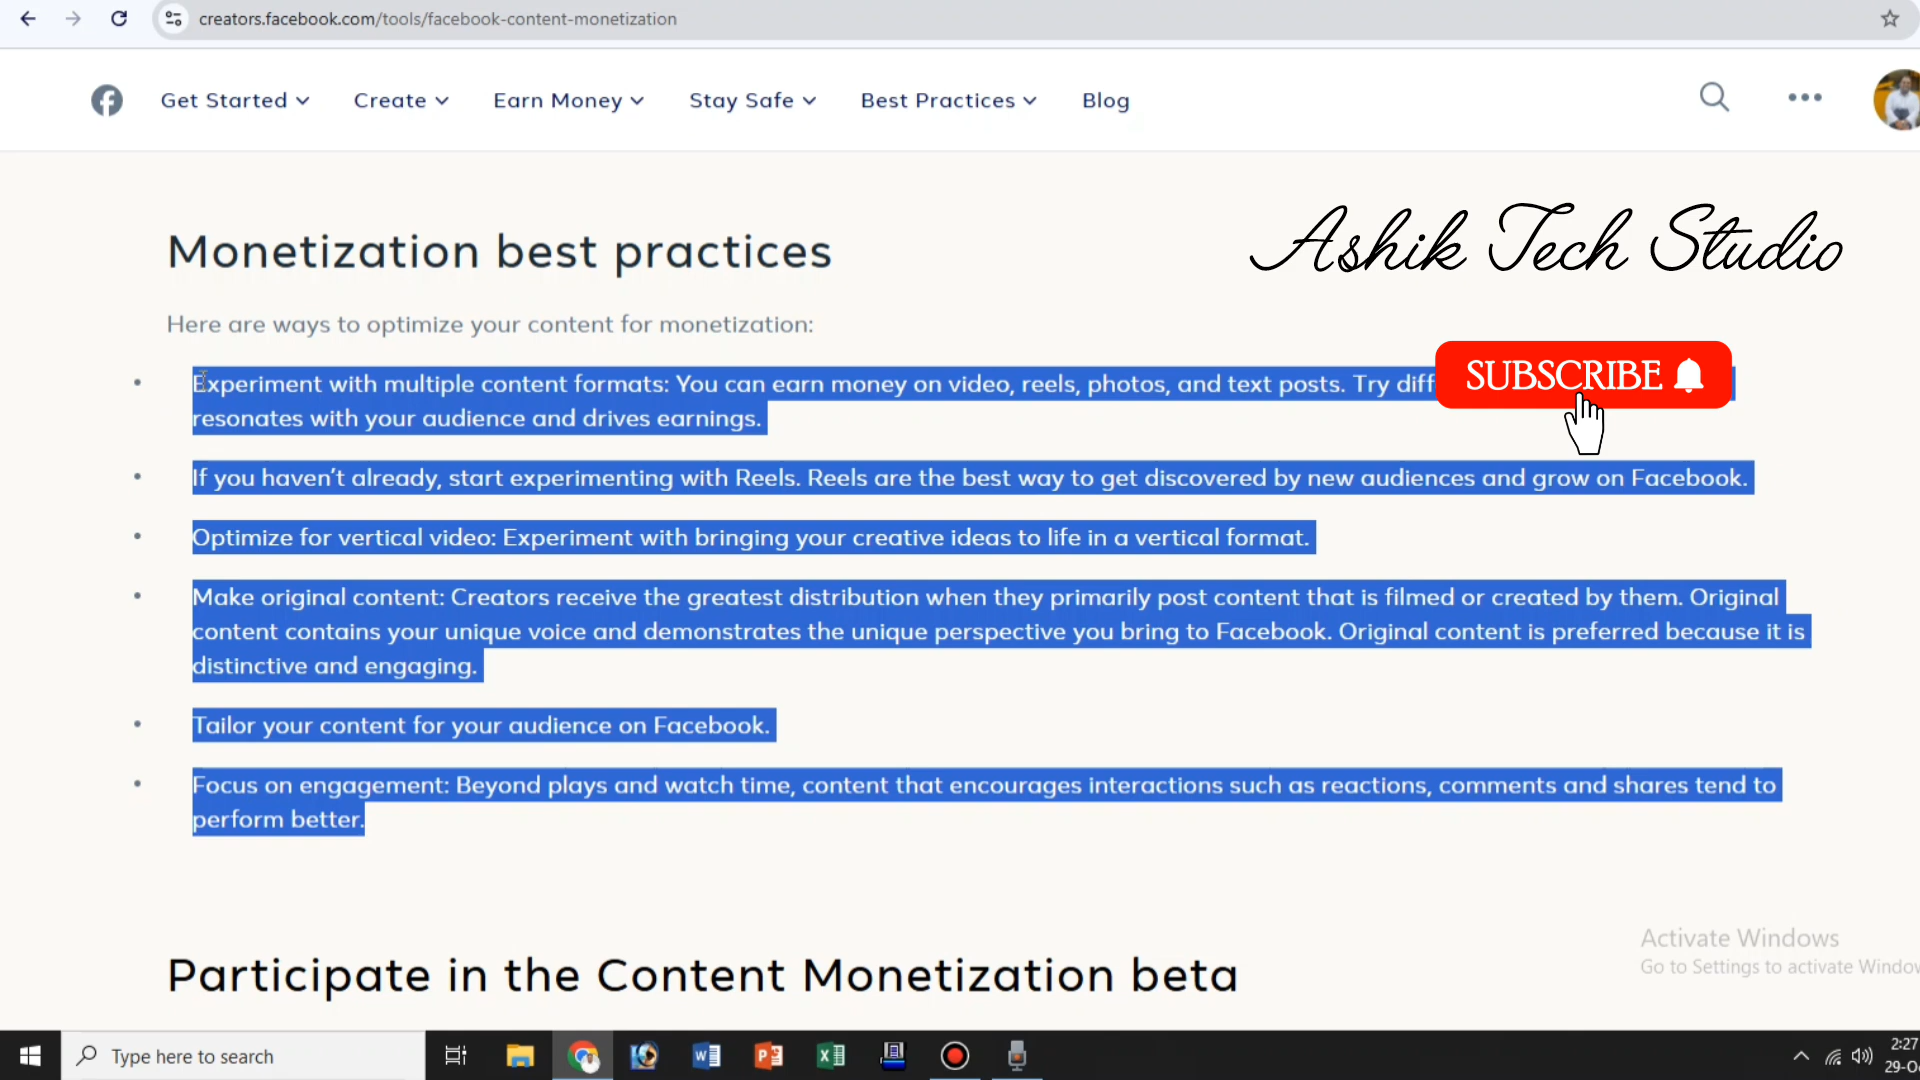 creators.facebook.com/tools/facebook-content-monetization
Get Started
Create
Earn Money
Stay Safe
Best Practices
Blog
Monetization best practices
Ashik Tech Studio
Here are ways to optimize your content for monetization:
Experiment with multiple content formats: You can earn money on video, reels, photos, and text posts. Try
SUBSCRIBE
resonates with your audience and drives earnings.
If you haven’t already, start experimenting with Reels. Reels are the best way to get discovered by new audiences and grow on Facebook.
Optimize for vertical video: Experiment with bringing your creative ideas to life in a vertical format.
Make original content: Creators receive the greatest distribution when they primarily post content that is filmed or created by them. Original
content contains your unique voice and demonstrates the unique perspective you bring to Facebook. Original content is preferred because it is
distinctive and engaging.
Tailor your content for your audience on Facebook.
Focus on engagement: Beyond plays and watch time, content that encourages interactions such as reactions, comments and shares tend to
perform better.
Participate in the Content Monetization beta
Activate Windows
Go to Settings to activate
Type here to search
2:27